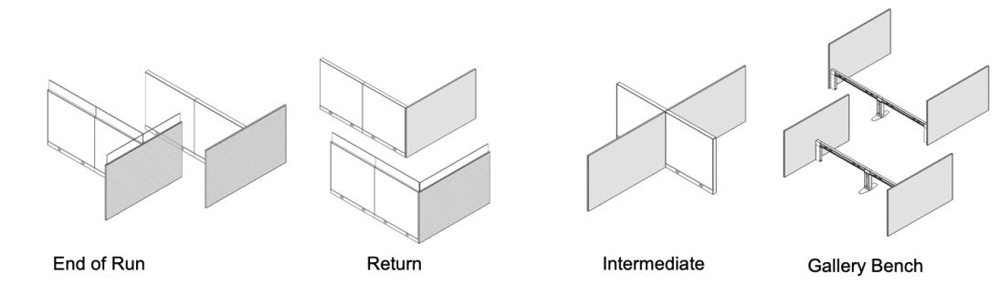 End of Run
Return
Intermediate
Gallery Bench